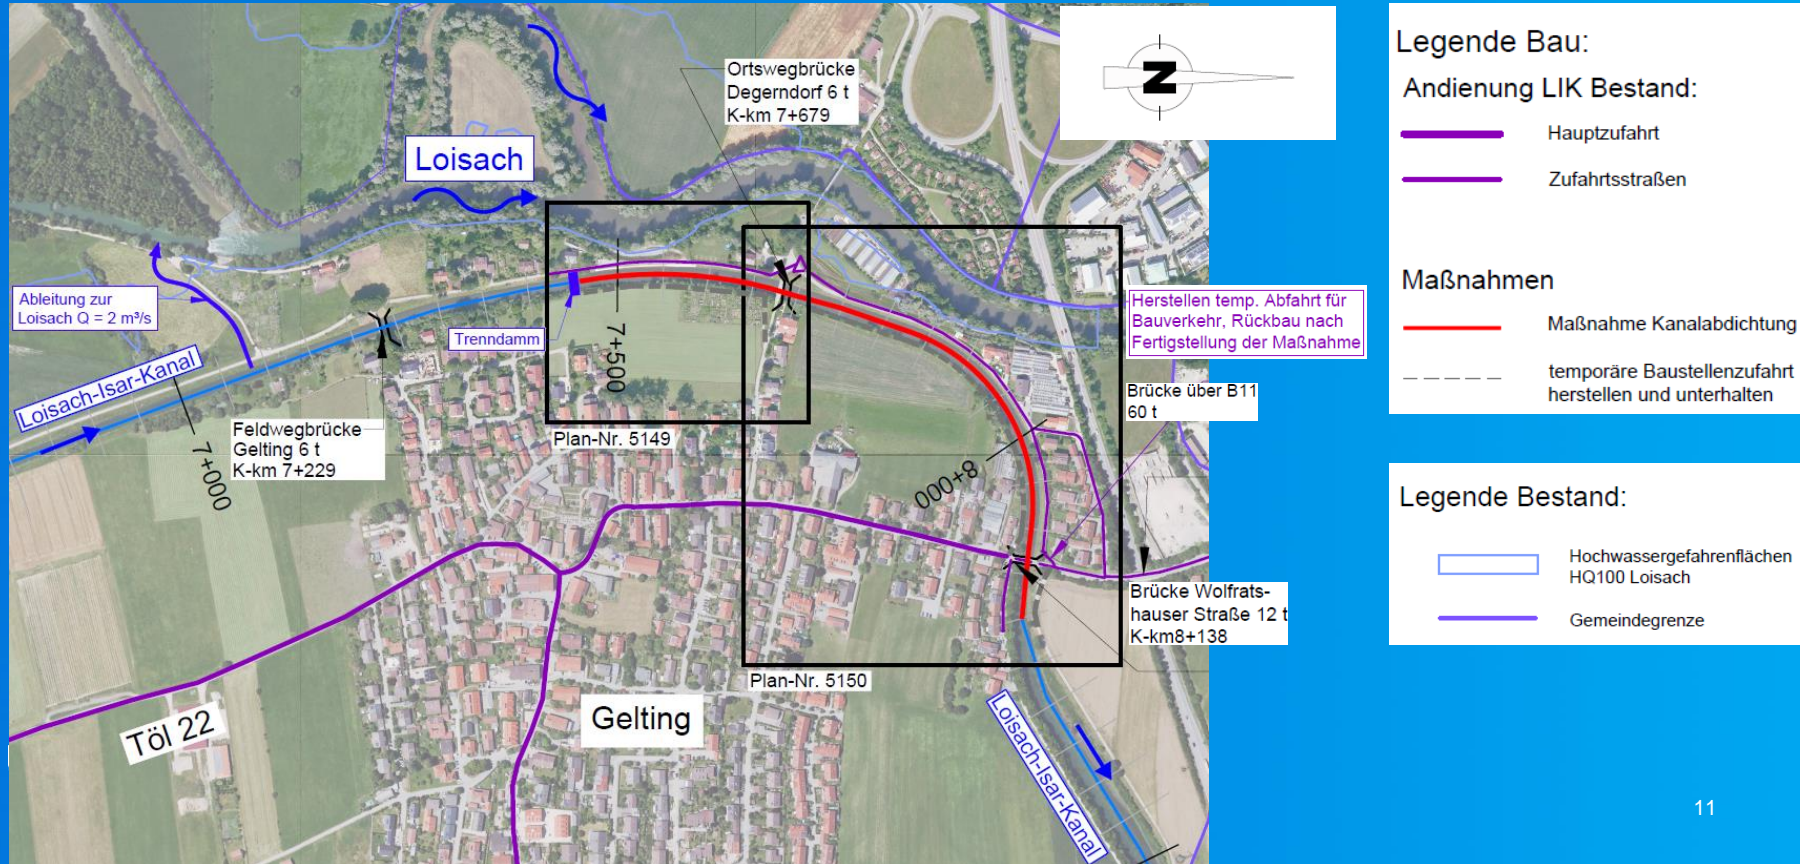 Ortswegbrücke
Degerndorf 6 t
K-km 7+679
N
Loisach
Ableitung zur
Loisach Q = 2 m³/s
Trenndamm
7+500
Loisach-Isar-Kanal
7+000
Feldwegbrücke
Gelting 6 t
K-km 7+229
Plan-Nr. 5149
Herstellen temp. Abfahrt für
Bauverkehr, Rückbau nach
Fertigstellung der Maßnahme
Brücke über B11
60 t
8+000
Brücke Wolfrats-
hauser Straße 12 t
K-km8+138
Plan-Nr. 5150
Gelting
Töl 22
Loisach-Isar-Kanal
Legende Bau:
Andienung LIK Bestand:
Hauptzufahrt
Zufahrtsstraßen
Maßnahmen
Maßnahme Kanalabdichtung
temporäre Baustellenzufahrt
herstellen und unterhalten
Legende Bestand:
Hochwassergefahrenflächen
HQ100 Loisach
Gemeindegrenze
11